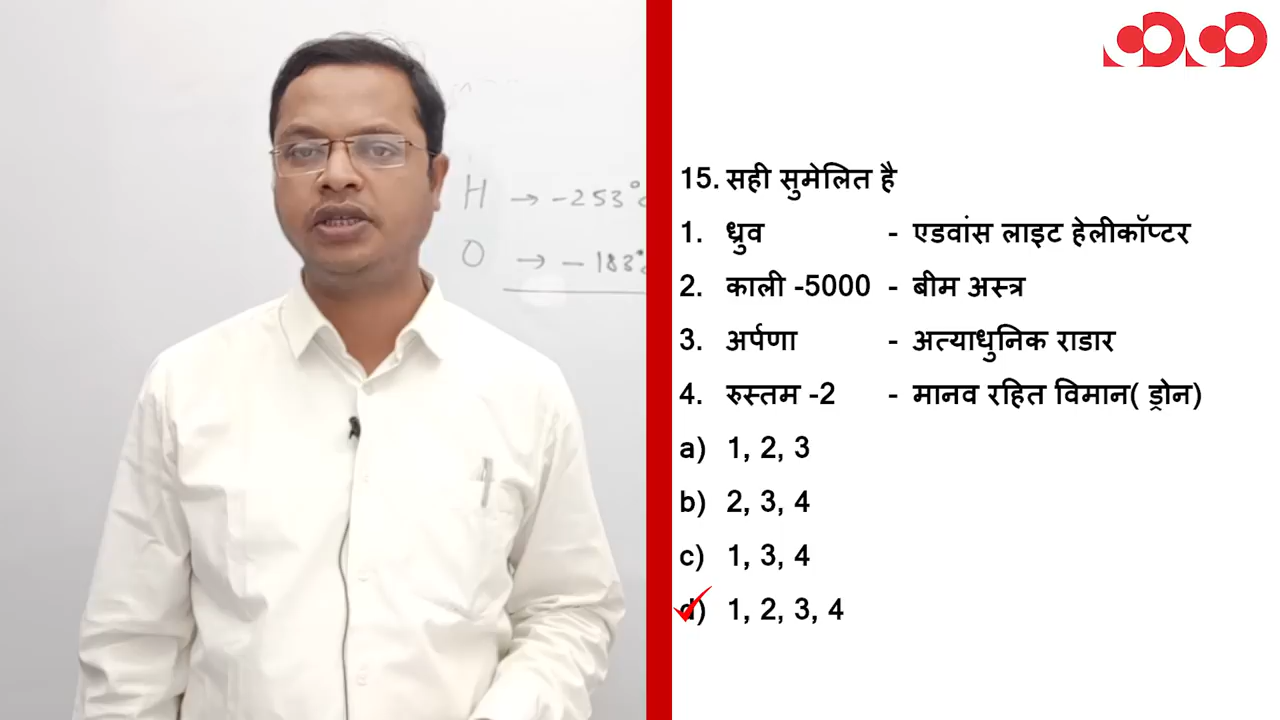 H → -253°c
O → - 183°c
15. सही सुमेलित है
1. ध्रुव - एडवांस लाइट हेलीकॉप्टर
2. काली -5000 - बीम अस्त्र
3. अर्पणा - अत्याधुनिक राडार
4. रुस्तम -2 - मानव रहित विमान( ड्रोन)
a) 1, 2, 3
b) 2, 3, 4
c) 1, 3, 4
d) 1, 2, 3, 4